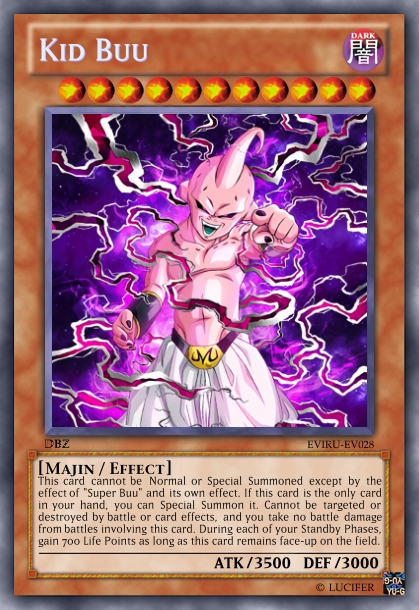 Kid Buu
DARK
闇
DBZ
EVIRU-EV028
[Majin / Effect]
This card cannot be Normal or Special Summoned except by the
effect of "Super Buu" and its own effect. If this card is the only card
in your hand, you can Special Summon it. Cannot be targeted or
destroyed by battle or card effects, and you take no battle damage
from battles involving this card. During each of your Standby Phases,
gain 700 Life Points as long as this card remains face-up on the field.
ATK/3500 DEF/3000
© LUCIFER
YU-G